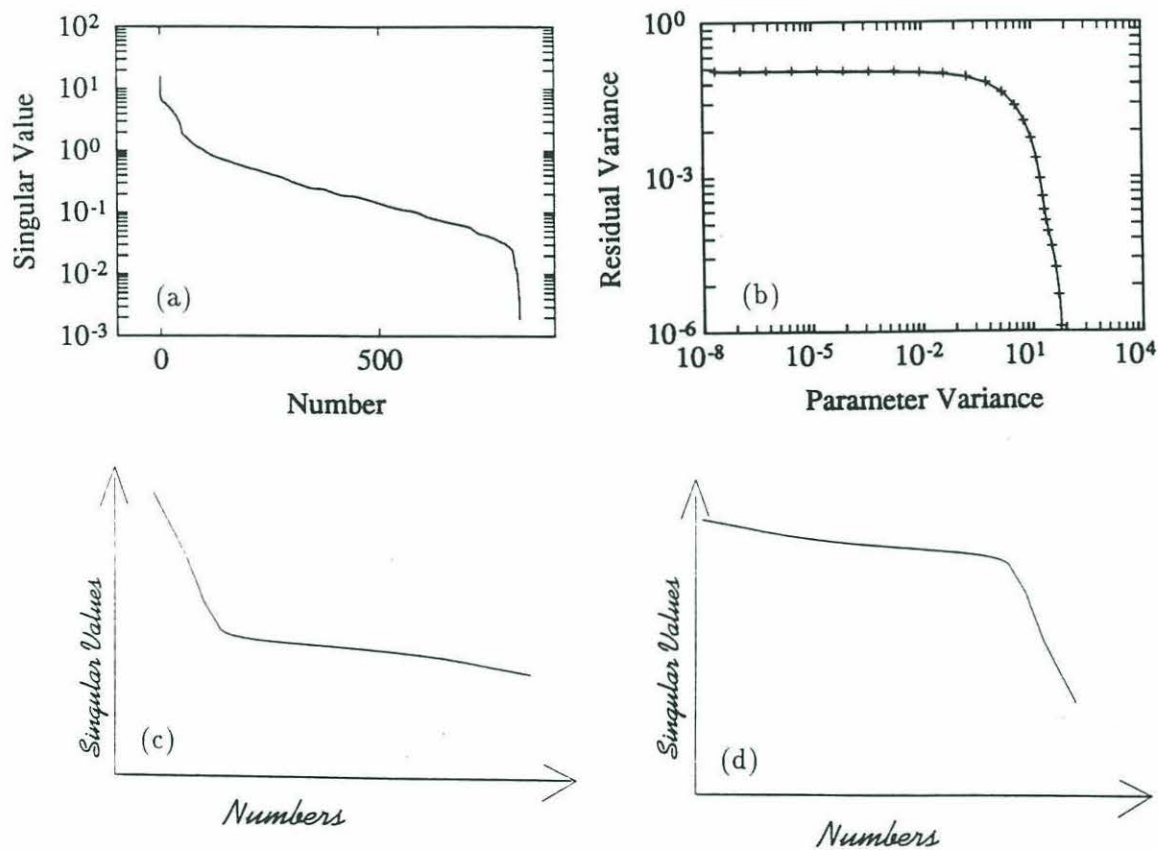 10^2
10^1
10^0
10^-1
10^-2
10^-3
Singular Value
(a)
0 500
Number
10^0
10^-3
10^-6
Residual Variance
(b)
10^-8 10^-5 10^-2 10^1 10^4
Parameter Variance
Singular Values
(c)
Numbers
Singular Values
(d)
Numbers